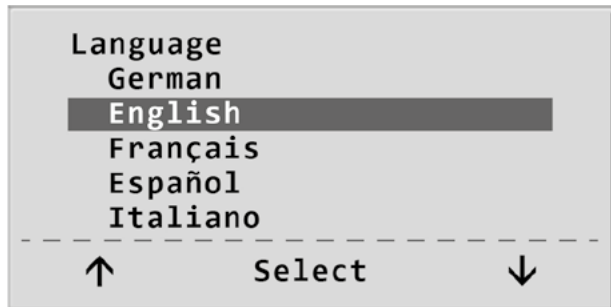 Language
German
English
Français
Español
Italiano
↑ Select ↓